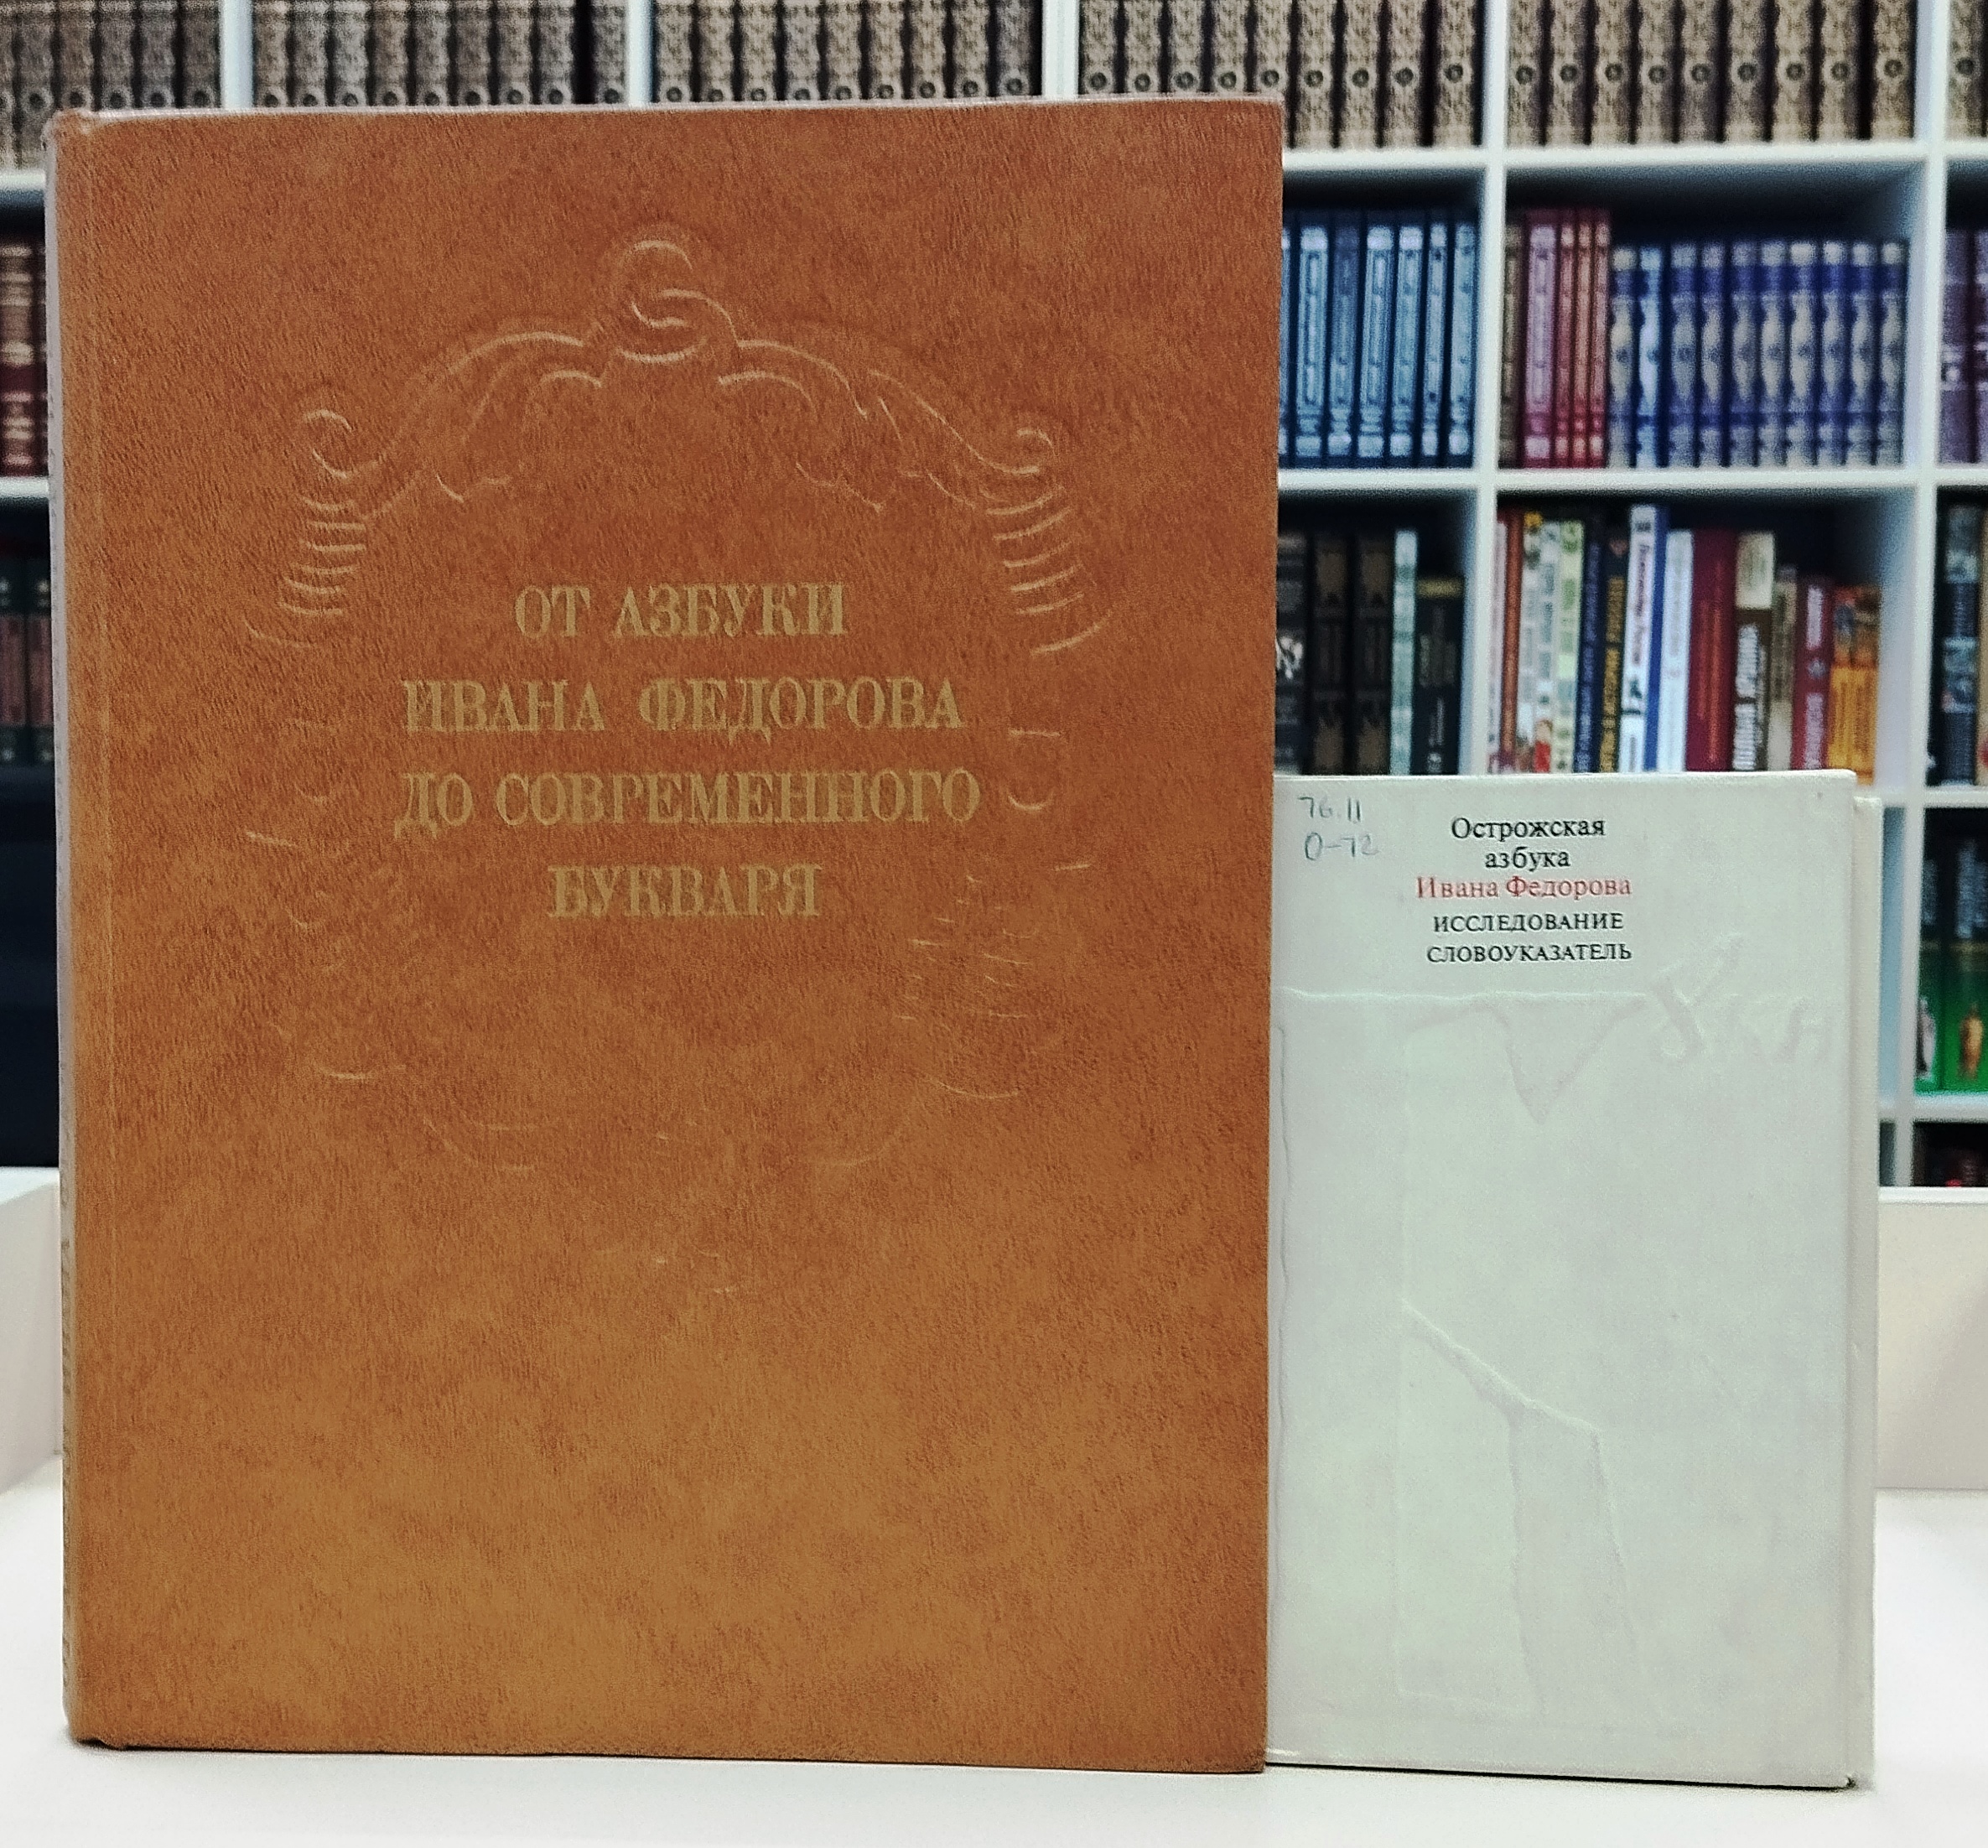 ОТ АЗБУКИ
ИВАНА ФЕДОРОВА
ДО СОВРЕМЕННОГО
БУКВАРЯ
76.11
О-72
Острожская
азбука
Ивана Федорова
ИССЛЕДОВАНИЕ
СЛОВОУКАЗАТЕЛЬ